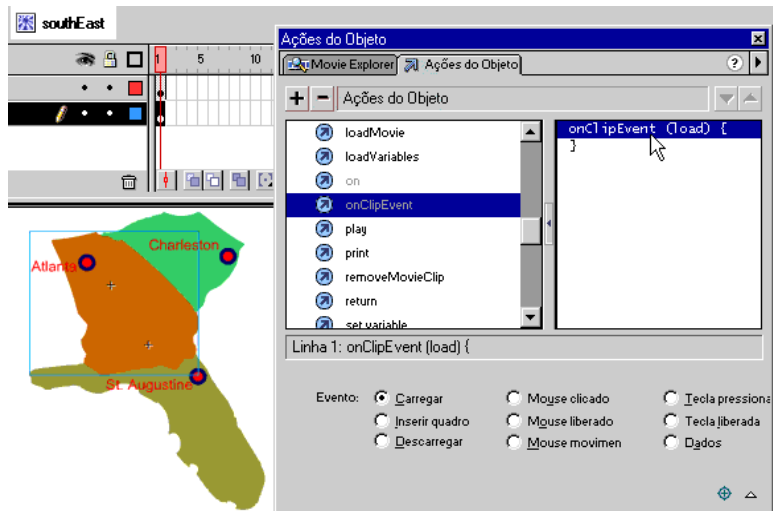 southEast
1 5 10
Ações do Objeto
Movie Explorer Ações do Objeto
?
+ - Ações do Objeto
loadMovie
loadVariables
on
onClipEvent
play
print
removeMovieClip
return
set variable
onClipEvent (load) {
}
Linha 1: onClipEvent (load) {
Evento: Carregar Mouse clicado Tecla pressiona
Inserir quadro Mouse liberado Tecla liberada
Descarregar Mouse movimen Dados
Charleston
Atlanta
St. Augustine